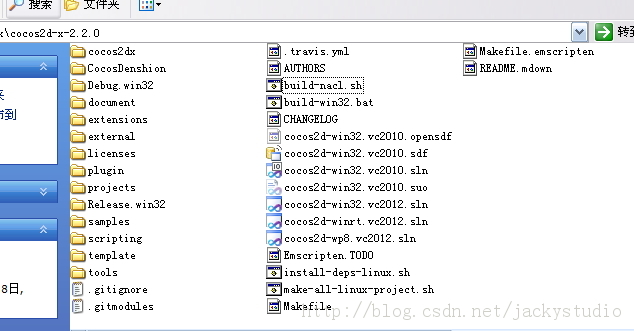 搜索 文件夹
x\cocos2d-x-2.2.0
转到
cocos2dx
CocosDenshion
Debug.win32
document
extensions
external
licenses
plugin
projects
Release.win32
samples
scripting
template
tools
.gitignore
.gitmodules
.travis.yml
AUTHORS
build-nacl.sh
build-win32.bat
CHANGELOG
cocos2d-win32.vc2010.opensdf
cocos2d-win32.vc2010.sdf
cocos2d-win32.vc2010.sln
cocos2d-win32.vc2010.suo
cocos2d-win32.vc2012.sln
cocos2d-winrt.vc2012.sln
cocos2d-wp8.vc2012.sln
Emscripten.TODO
install-deps-linux.sh
make-all-linux-project.sh
Makefile
Makefile.emscripten
README.mdown
布到
8日,
http://blog.csdn.net/jackystudio